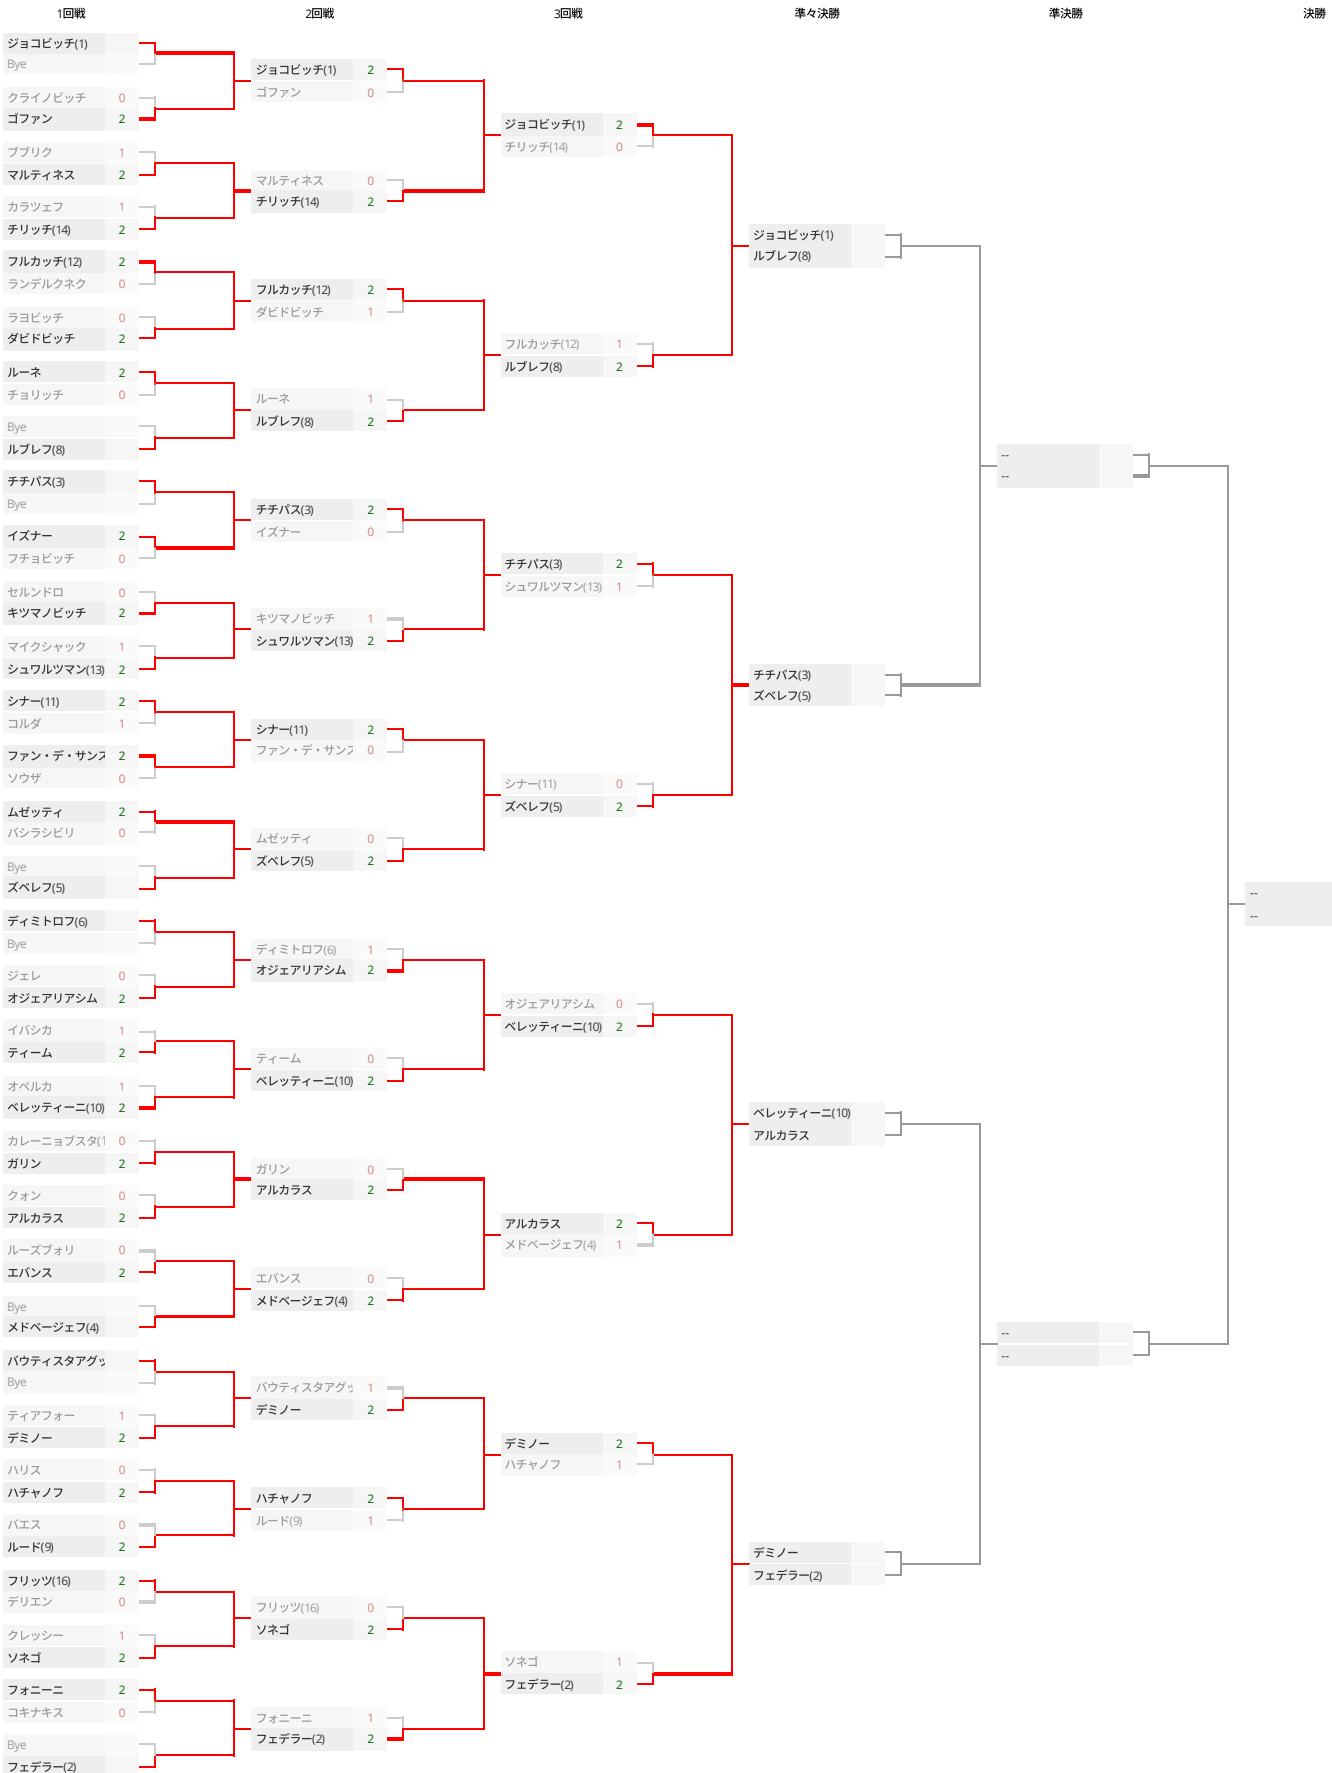 1回戦
2回戦
3回戦
準々決勝
準決勝
決勝
ジョコビッチ(1)
Bye
クライノビッチ 0
ゴファン 2
ブブリク 1
マルティネス 2
カラツェフ 1
チリッチ(14) 2
フルカッチ(12) 2
ランデルクネク 0
ラヨビッチ 0
ダビドビッチ 2
ルーネ 2
チョリッチ 0
Bye
ルブレフ(8)
チチパス(3)
Bye
イズナー 2
フチョビッチ 0
セルンドロ 0
キツマノビッチ 2
マイクシャック 1
シュワルツマン(13) 2
シナー(11) 2
コルダ 1
ファン・デ・サンス 2
ソウザ 0
ムゼッティ 2
バシラシビリ 0
Bye
ズベレフ(5)
ディミトロフ(6)
Bye
ジェレ 0
オジェアリアシム 2
イバシカ 1
ティーム 2
オペルカ 1
ベレッティーニ(10) 2
カレーニョブスタ(1 0
ガリン 2
クォン 0
アルカラス 2
ルーズブォリ 0
エバンス 2
Bye
メドベージェフ(4)
バウティスタアグッ
Bye
ティアフォー 1
デミノー 2
ハリス 0
ハチャノフ 2
バエス 0
ルード(9) 2
フリッツ(16) 2
デリエン 0
クレッシー 1
ソネゴ 2
フォニーニ 2
コキナキス 0
Bye
フェデラー(2)
ジョコビッチ(1) 2
ゴファン 0
マルティネス 0
チリッチ(14) 2
フルカッチ(12) 2
ダビドビッチ 1
ルーネ 1
ルブレフ(8) 2
チチパス(3) 2
イズナー 0
キツマノビッチ 1
シュワルツマン(13) 2
シナー(11) 2
ファン・デ・サンス 0
ムゼッティ 0
ズベレフ(5) 2
ディミトロフ(6) 1
オジェアリアシム 2
ティーム 0
ベレッティーニ(10) 2
ガリン 0
アルカラス 2
エバンス 0
メドベージェフ(4) 2
バウティスタアグッ 1
デミノー 2
ハチャノフ 2
ルード(9) 1
フリッツ(16) 0
ソネゴ 2
フォニーニ 1
フェデラー(2) 2
ジョコビッチ(1) 2
チリッチ(14) 0
フルカッチ(12) 1
ルブレフ(8) 2
チチパス(3) 2
シュワルツマン(13) 1
シナー(11) 0
ズベレフ(5) 2
オジェアリアシム 0
ベレッティーニ(10) 2
アルカラス 2
メドベージェフ(4) 1
デミノー 2
ハチャノフ 1
ソネゴ 1
フェデラー(2) 2
ジョコビッチ(1)
ルブレフ(8)
チチパス(3)
ズベレフ(5)
ベレッティーニ(10)
アルカラス
デミノー
フェデラー(2)
--
--
--
--
--
--